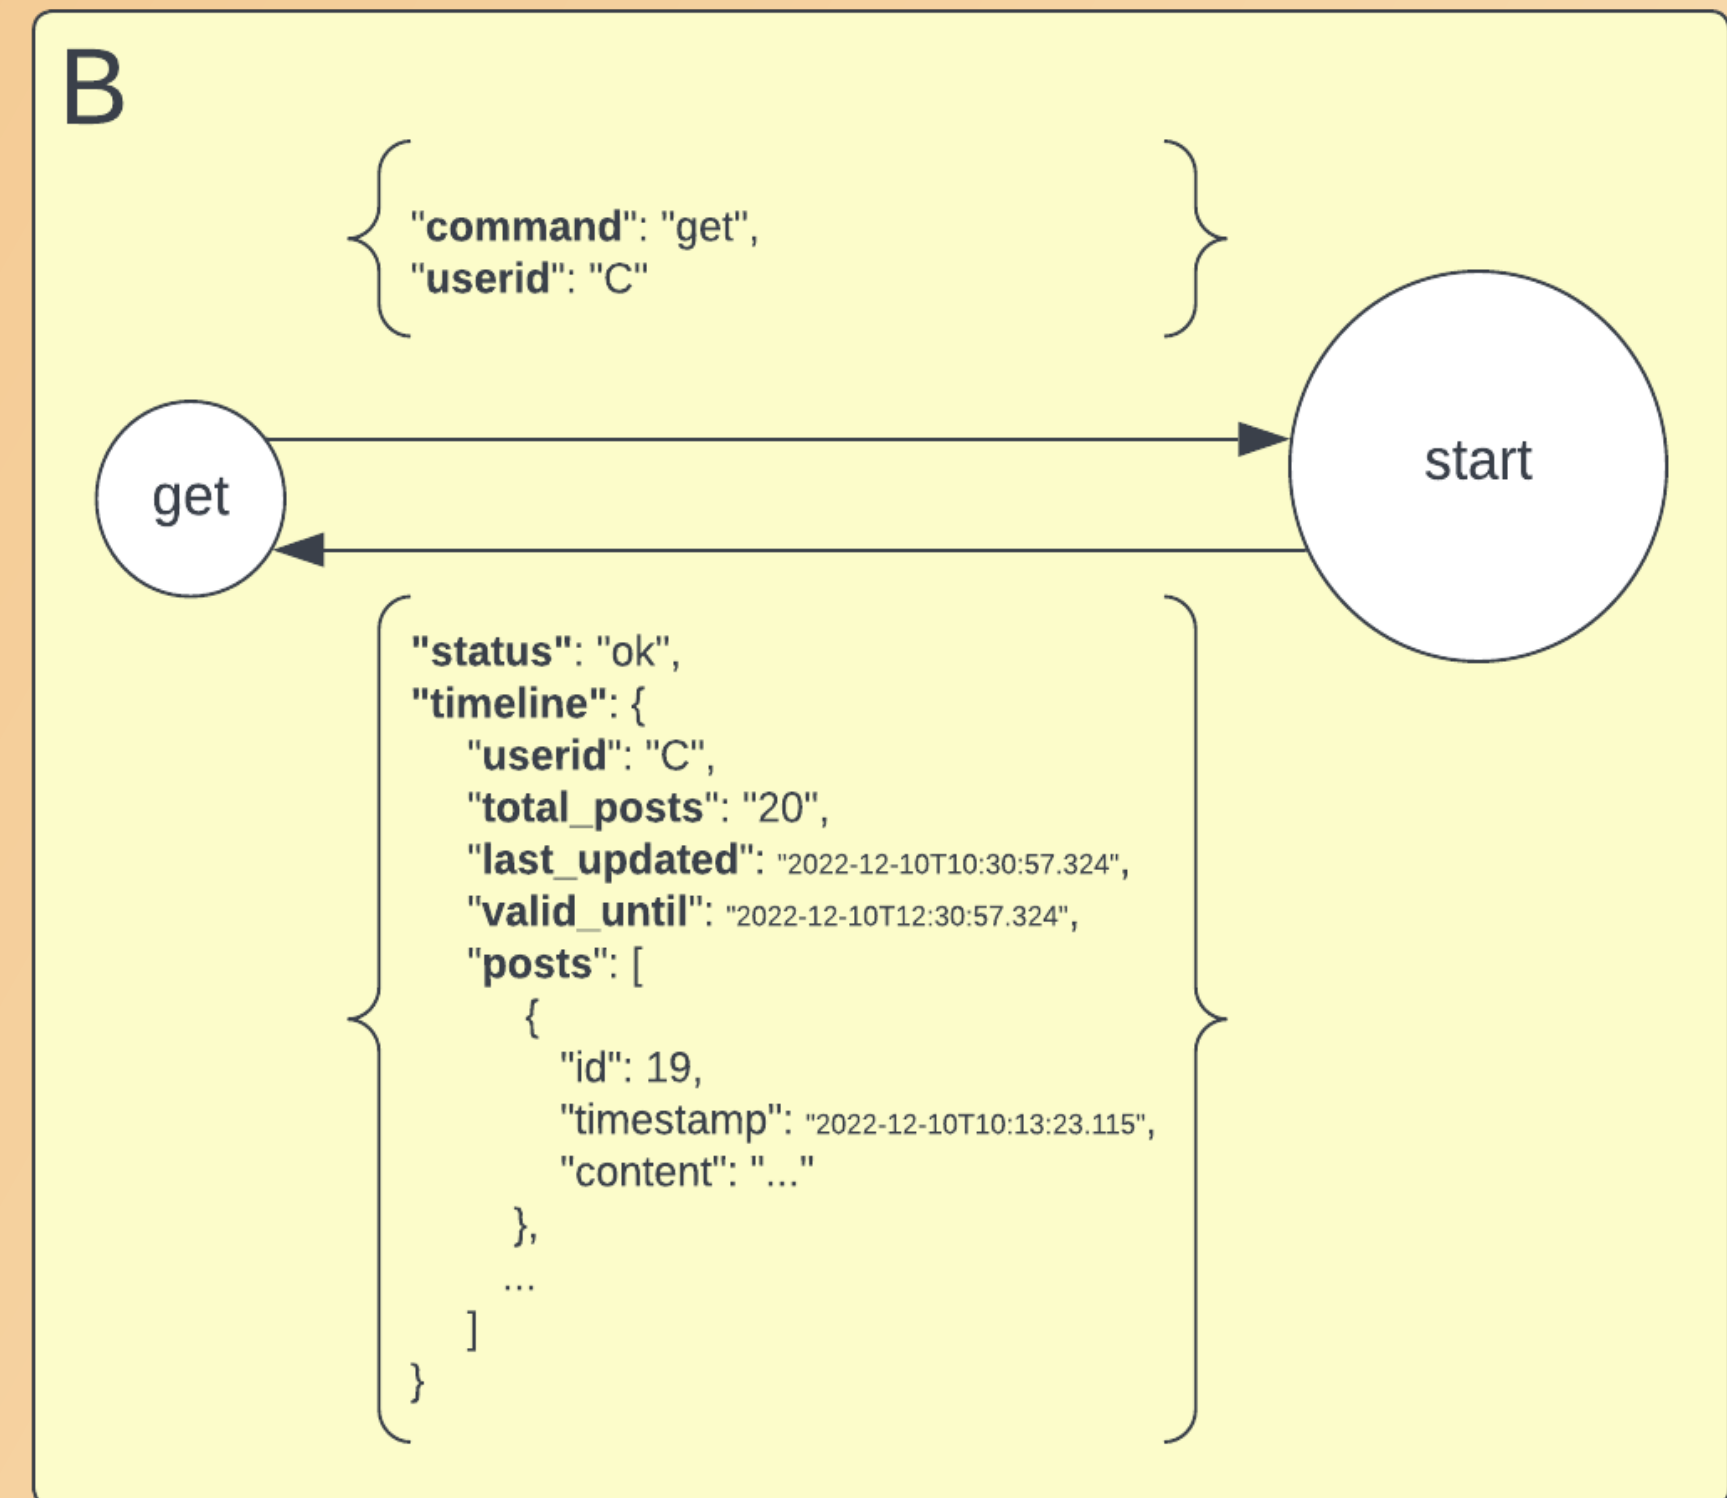 B
{
"command": "get",
"userid": "C"
}
get
start
{
"status": "ok",
"timeline": {
"userid": "C",
"total_posts": "20",
"last_updated": "2022-12-10T10:30:57.324",
"valid_until": "2022-12-10T12:30:57.324",
"posts": [
{
"id": 19,
"timestamp": "2022-12-10T10:13:23.115",
"content": "..."
},
...
]
}
}